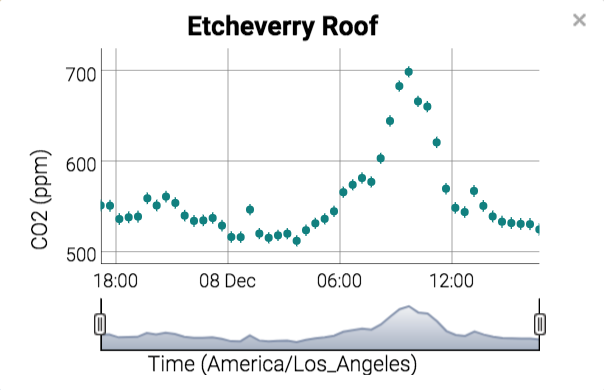 Etcheverry Roof
×
CO2 (ppm)
700
600
500
18:00
08 Dec
06:00
12:00
Time (America/Los_Angeles)